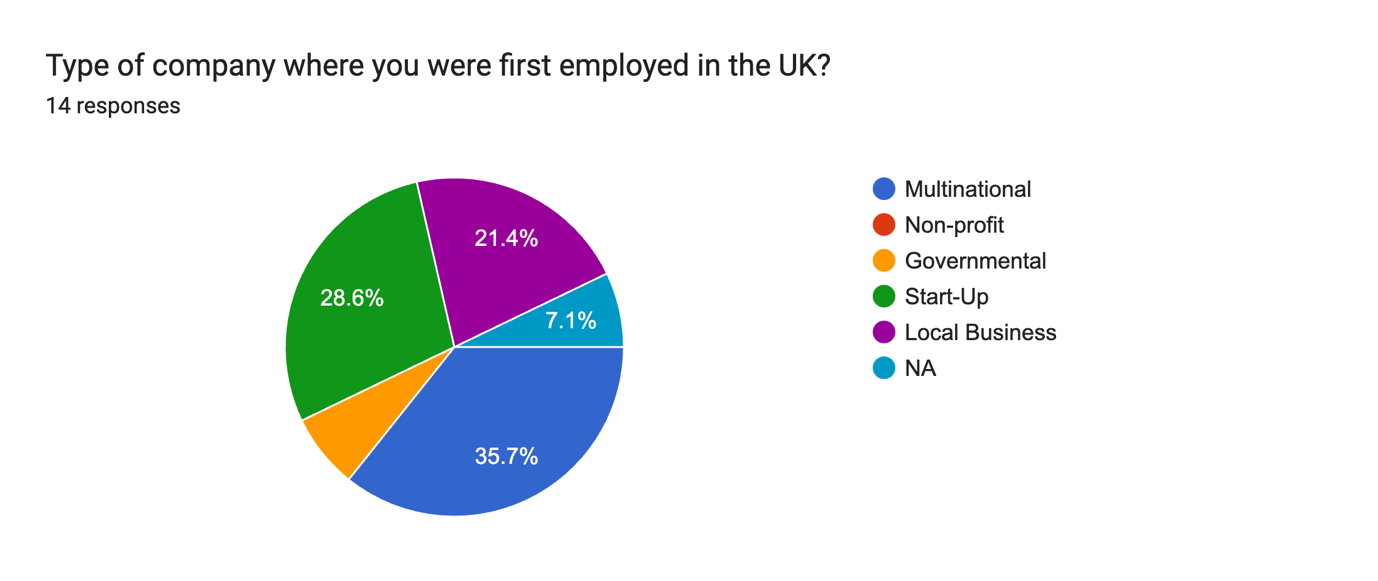 Type of company where you were first employed in the UK?
14 responses
21.4%
28.6%
7.1%
35.7%
Multinational
Non-profit
Governmental
Start-Up
Local Business
NA